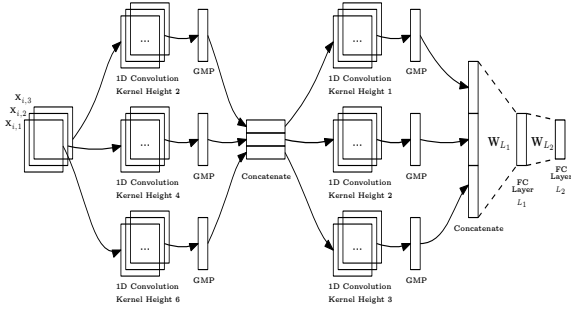 ...
GMP
1D Convolution
Kernel Height 2
...
GMP
1D Convolution
Kernel Height 1
X_{i,3}
X_{i,2}
X_{i,1}
...
GMP
1D Convolution
Kernel Height 4
Concatenate
...
GMP
1D Convolution
Kernel Height 2
W_{L_1}
W_{L_2}
FC
Layer
L_1
FC
Layer
L_2
Concatenate
...
GMP
1D Convolution
Kernel Height 6
...
GMP
1D Convolution
Kernel Height 3